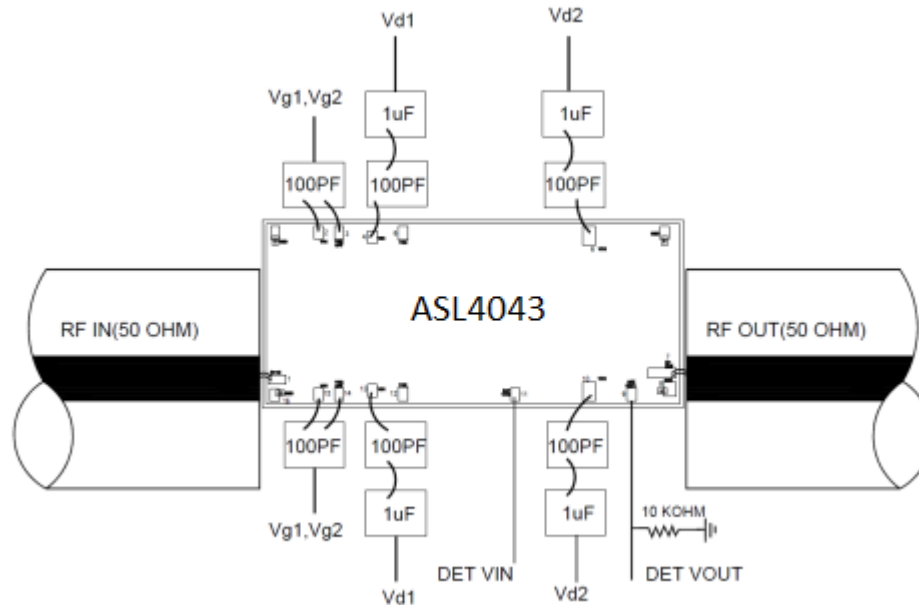 Vd1
Vd2
Vg1,Vg2
1uF
1uF
100PF
100PF
100PF
ASL4043
RF IN(50 OHM)
RF OUT(50 OHM)
100PF
100PF
100PF
1uF
1uF
10 KOHM
Vg1,Vg2
DET VIN
DET VOUT
Vd1
Vd2